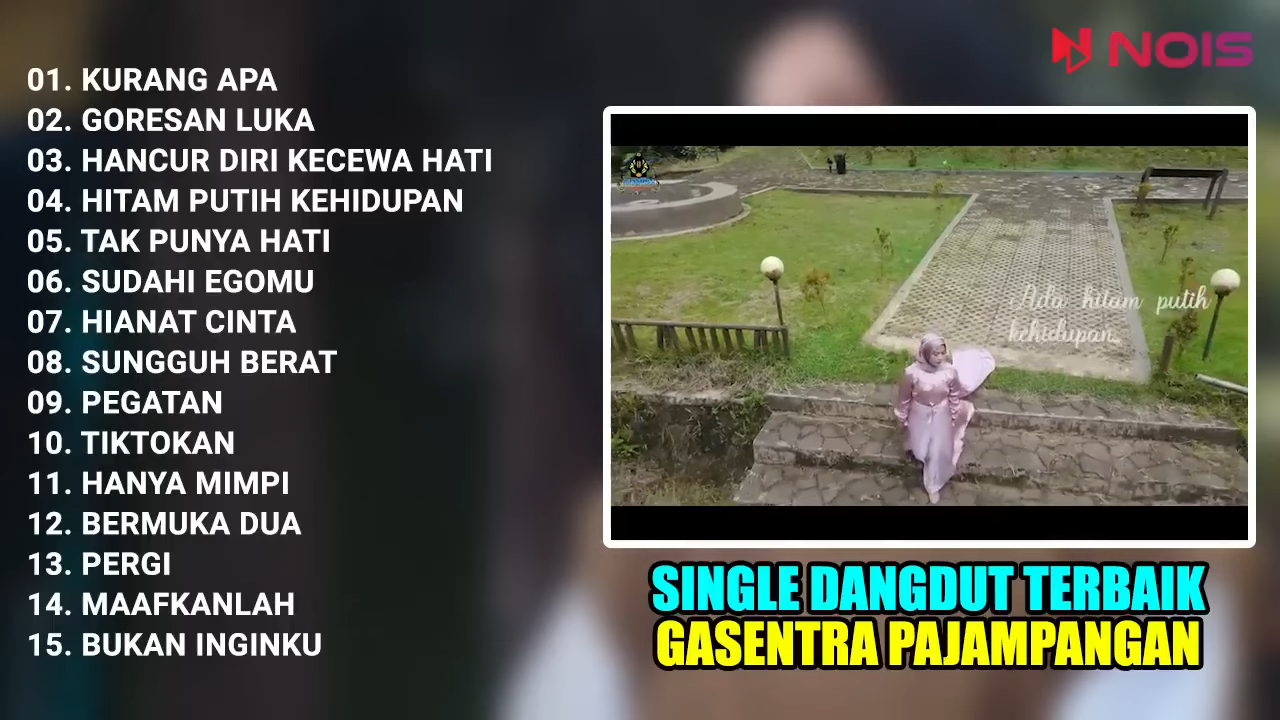 01. KURANG APA
02. GORESAN LUKA
03. HANCUR DIRI KECEWA HATI
04. HITAM PUTIH KEHIDUPAN
05. TAK PUNYA HATI
06. SUDAHI EGOMU
07. HIANAT CINTA
08. SUNGGUH BERAT
09. PEGATAN
10. TIKTOKAN
11. HANYA MIMPI
12. BERMUKA DUA
13. PERGI
14. MAAFKANLAH
15. BUKAN INGINKU
NOIS
Ada hitam putih
kehidupan
SINGLE DANGDUT TERBAIK
GASENTRA PAJAMPANGAN